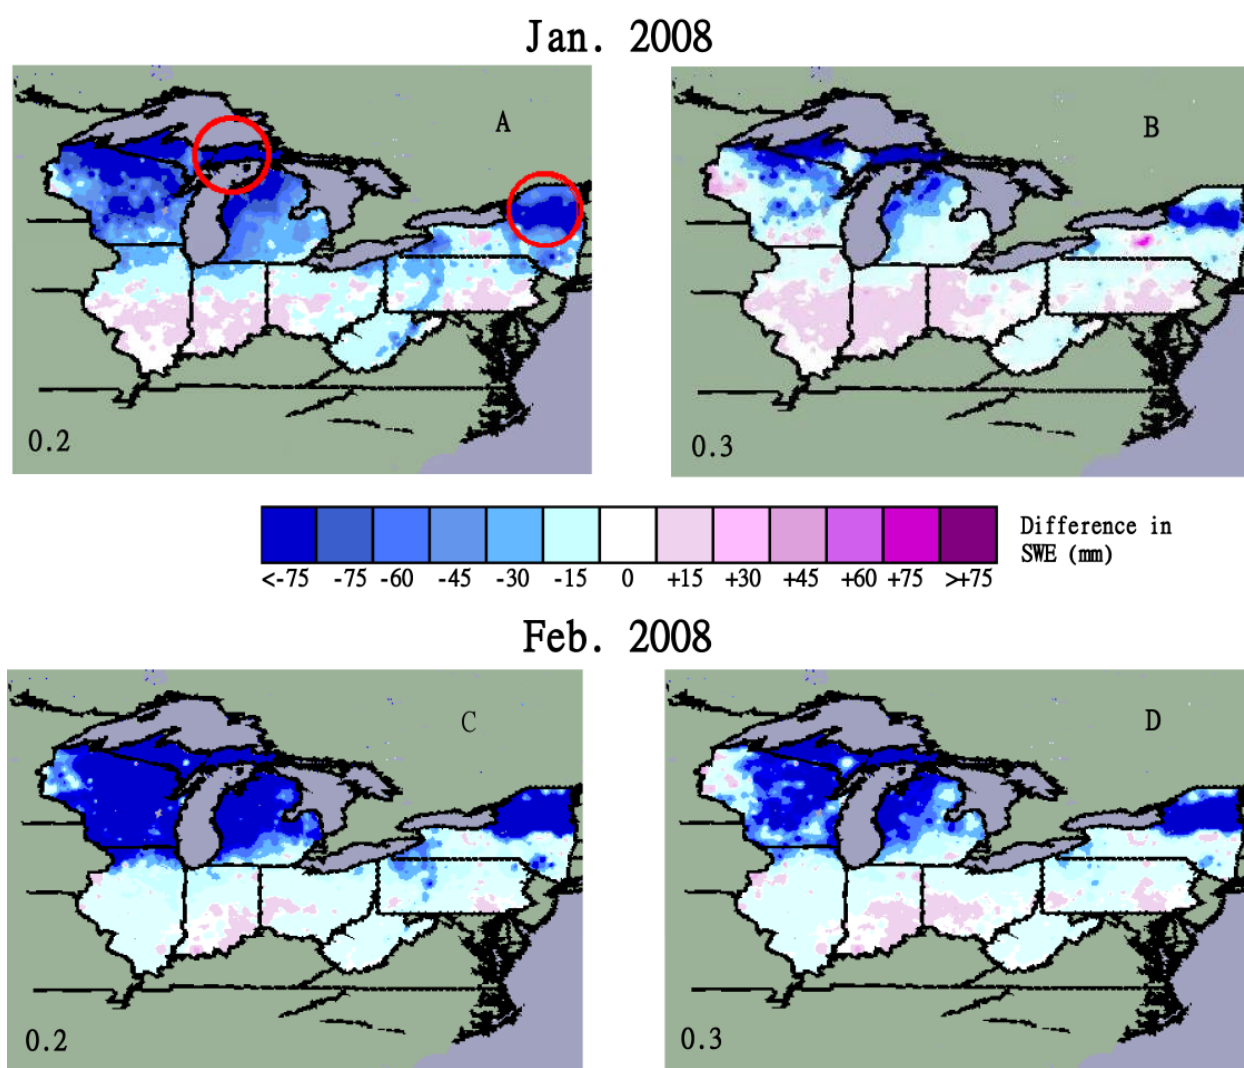 Jan. 2008
A
B
0.2
0.3
<-75 -75 -60 -45 -30 -15 0 +15 +30 +45 +60 +75 >+75
Difference in
SWE (mm)
Feb. 2008
C
D
0.2
0.3